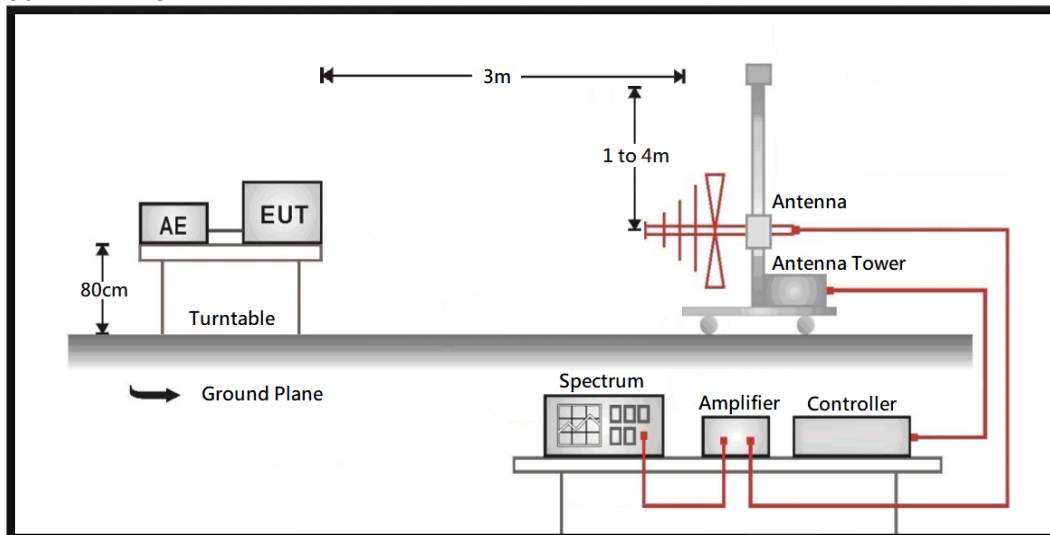 3m
1 to 4m
AE
EUT
Antenna
Antenna Tower
80cm
Turntable
Ground Plane
Spectrum
Amplifier
Controller